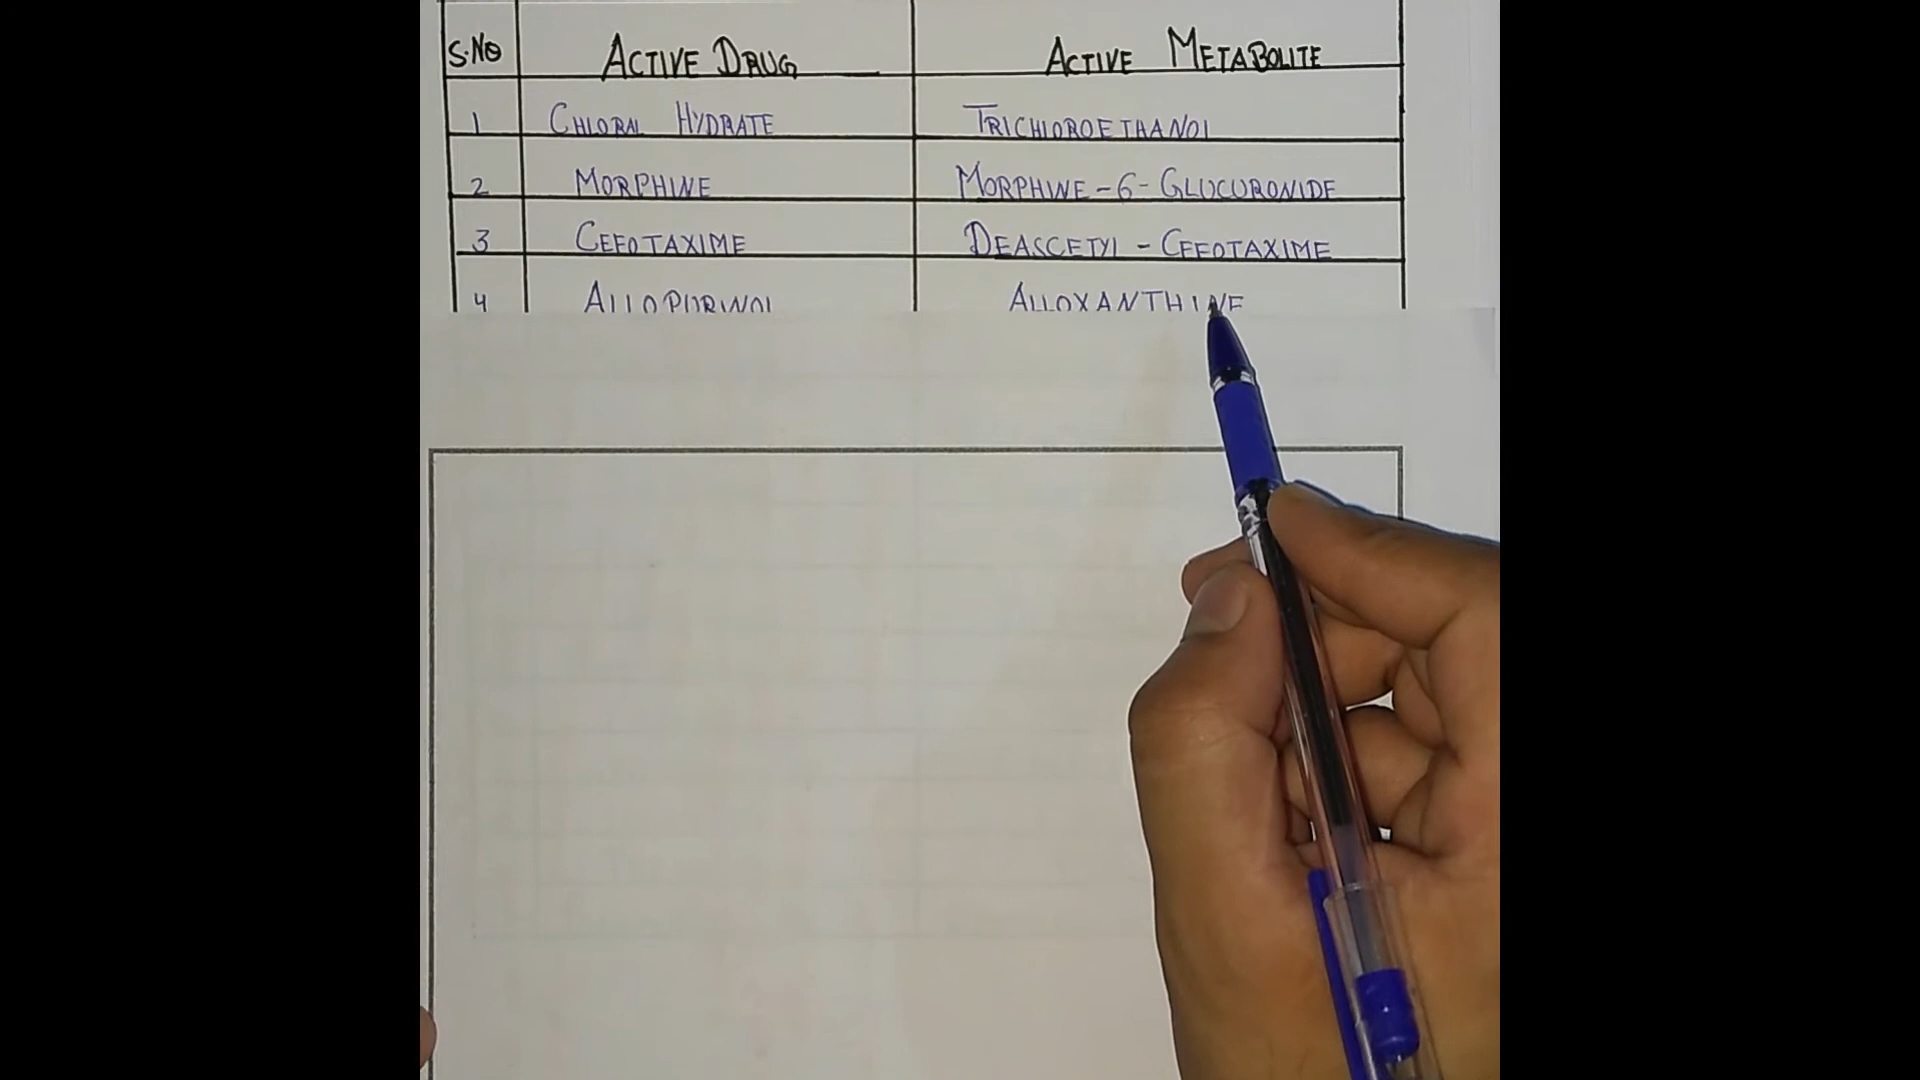 S.No ACTIVE DRUG ACTIVE METABOLITE
1 CHLORAL HYDRATE TRICHLOROETHANOL
2 MORPHINE MORPHINE-6-GLUCURONIDE
3 CEFOTAXIME DEASCETYL-CEFOTAXIME
4 ALLOPURINOL ALLOXANTHINE